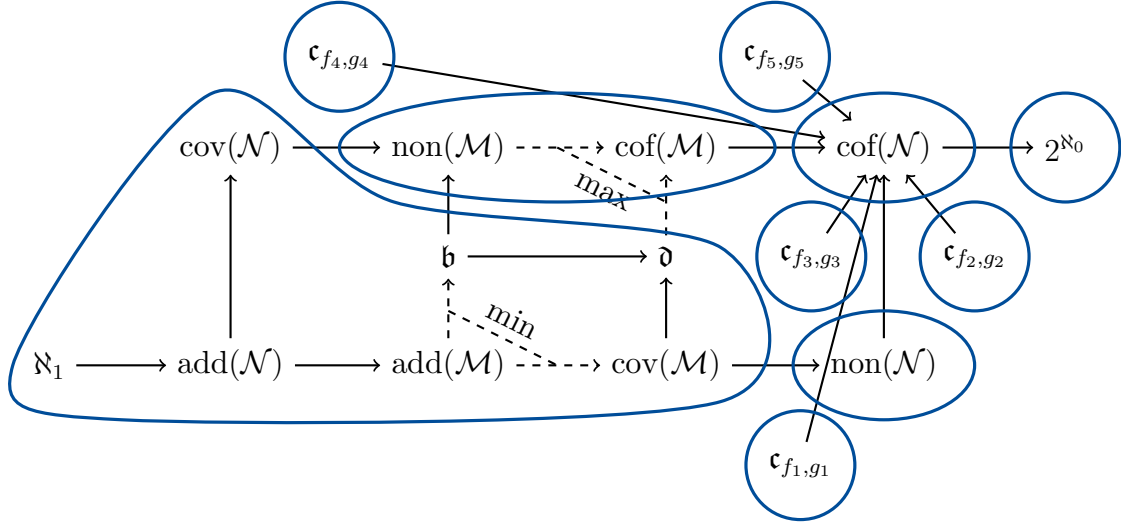 𝔠_{f_4,g_4} 𝔠_{f_5,g_5}
cov(𝒩) non(ℳ) cof(ℳ) cof(𝒩) 2^{ℵ_0}
max
𝔟 𝔡 𝔠_{f_3,g_3} 𝔠_{f_2,g_2}
min
ℵ_1 add(𝒩) add(ℳ) cov(ℳ) non(𝒩)
𝔠_{f_1,g_1}